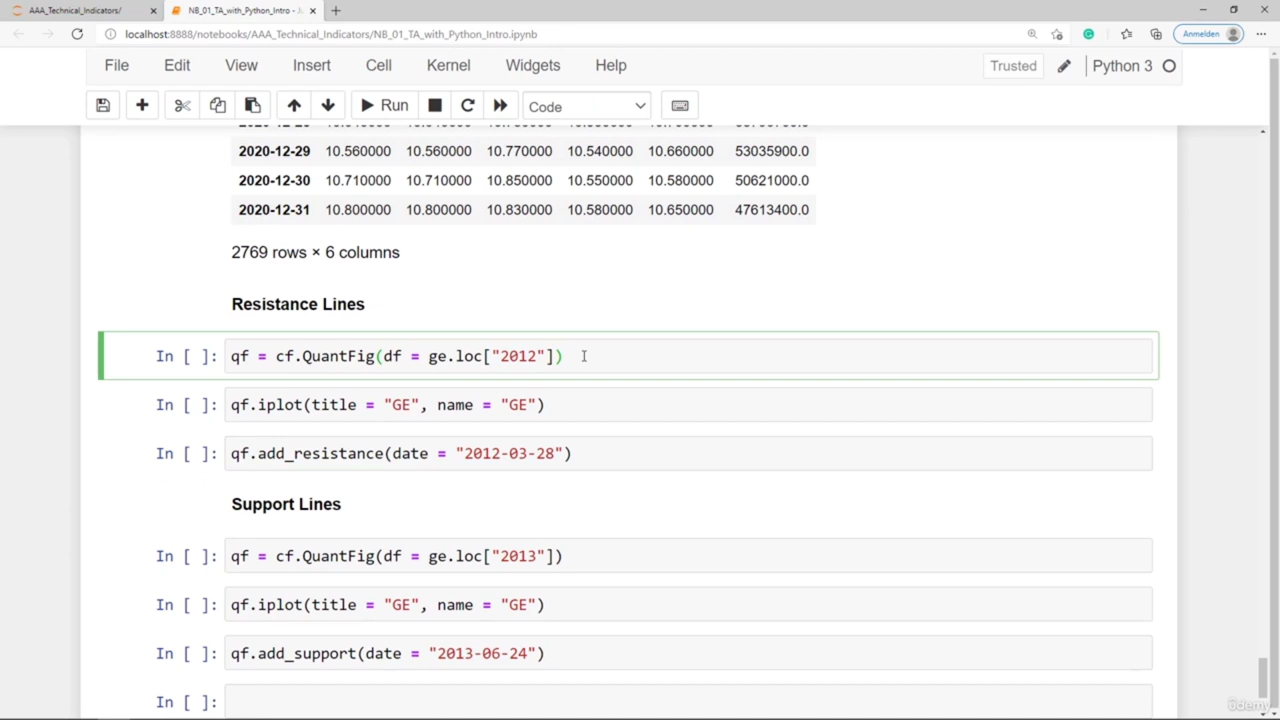 AAA_Technical_Indicators/
NB_01_TA_with_Python_Intro - J
localhost:8888/notebooks/AAA_Technical_Indicators/NB_01_TA_with_Python_Intro.ipynb
Anmelden
File Edit View Insert Cell Kernel Widgets Help
Trusted
Python 3
Run
Code
2020-12-29 10.560000 10.560000 10.770000 10.540000 10.660000 53035900.0
2020-12-30 10.710000 10.710000 10.850000 10.550000 10.580000 50621000.0
2020-12-31 10.800000 10.800000 10.830000 10.580000 10.650000 47613400.0
2769 rows × 6 columns
Resistance Lines
In [ ]: qf = cf.QuantFig(df = ge.loc["2012"])
In [ ]: qf.iplot(title = "GE", name = "GE")
In [ ]: qf.add_resistance(date = "2012-03-28")
Support Lines
In [ ]: qf = cf.QuantFig(df = ge.loc["2013"])
In [ ]: qf.iplot(title = "GE", name = "GE")
In [ ]: qf.add_support(date = "2013-06-24")
In [ ]:
Udemy